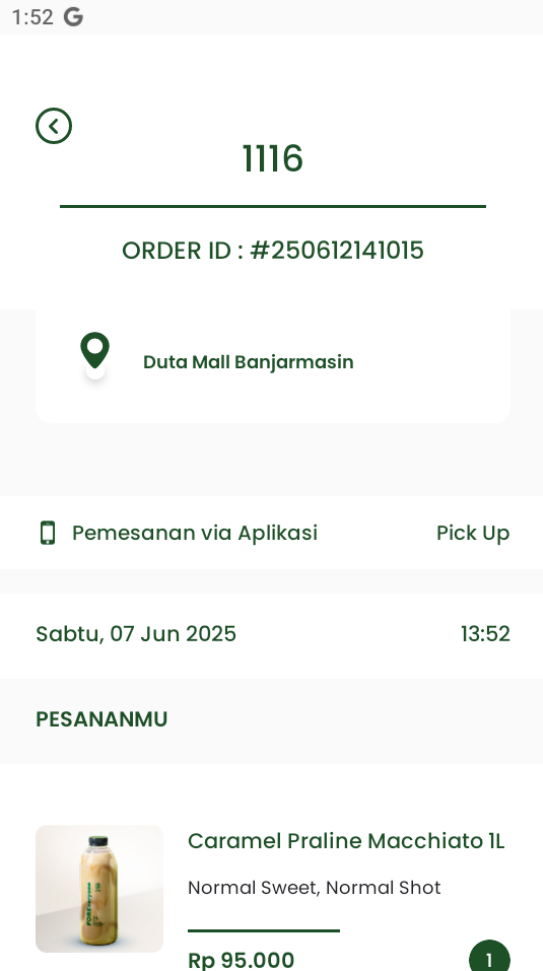 1:52 G
1116
ORDER ID : #250612141015
Duta Mall Banjarmasin
Pemesanan via Aplikasi Pick Up
Sabtu, 07 Jun 2025 13:52
PESANANMU
Caramel Praline Macchiato 1L
Normal Sweet, Normal Shot
Rp 95.000 1